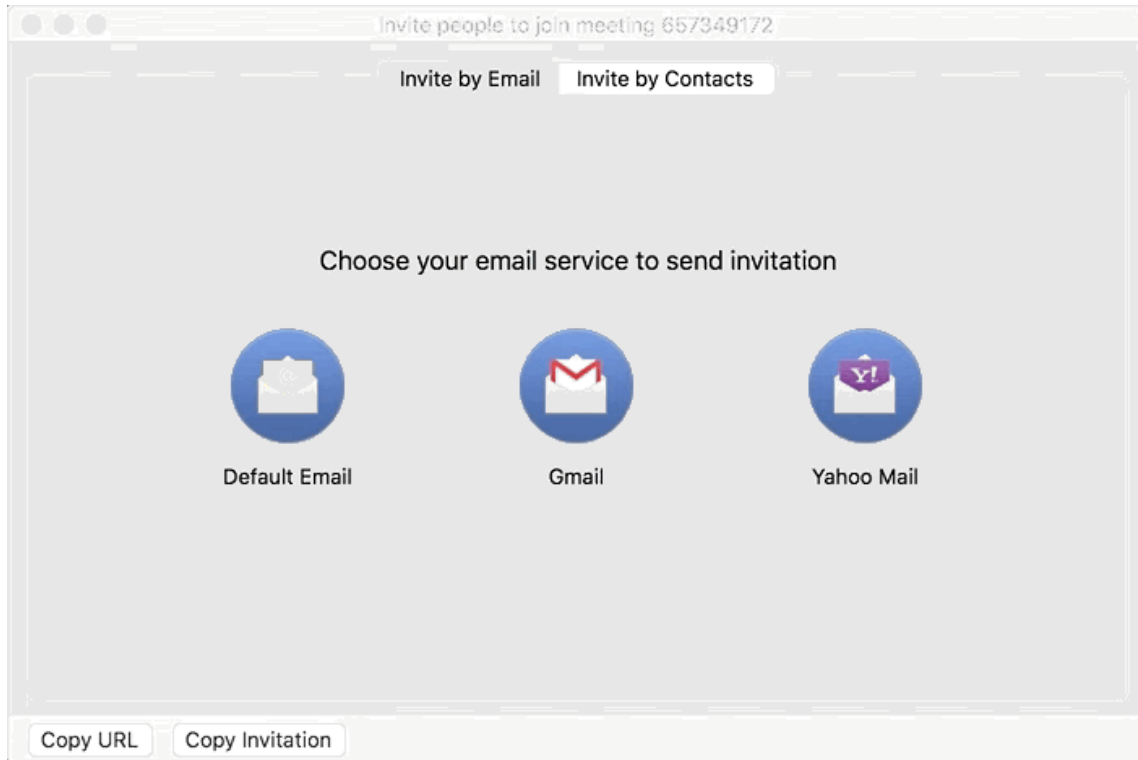 Invite people to join meeting 657349172
Invite by Email Invite by Contacts
Choose your email service to send invitation
@
Y!
Default Email Gmail Yahoo Mail
Copy URL Copy Invitation